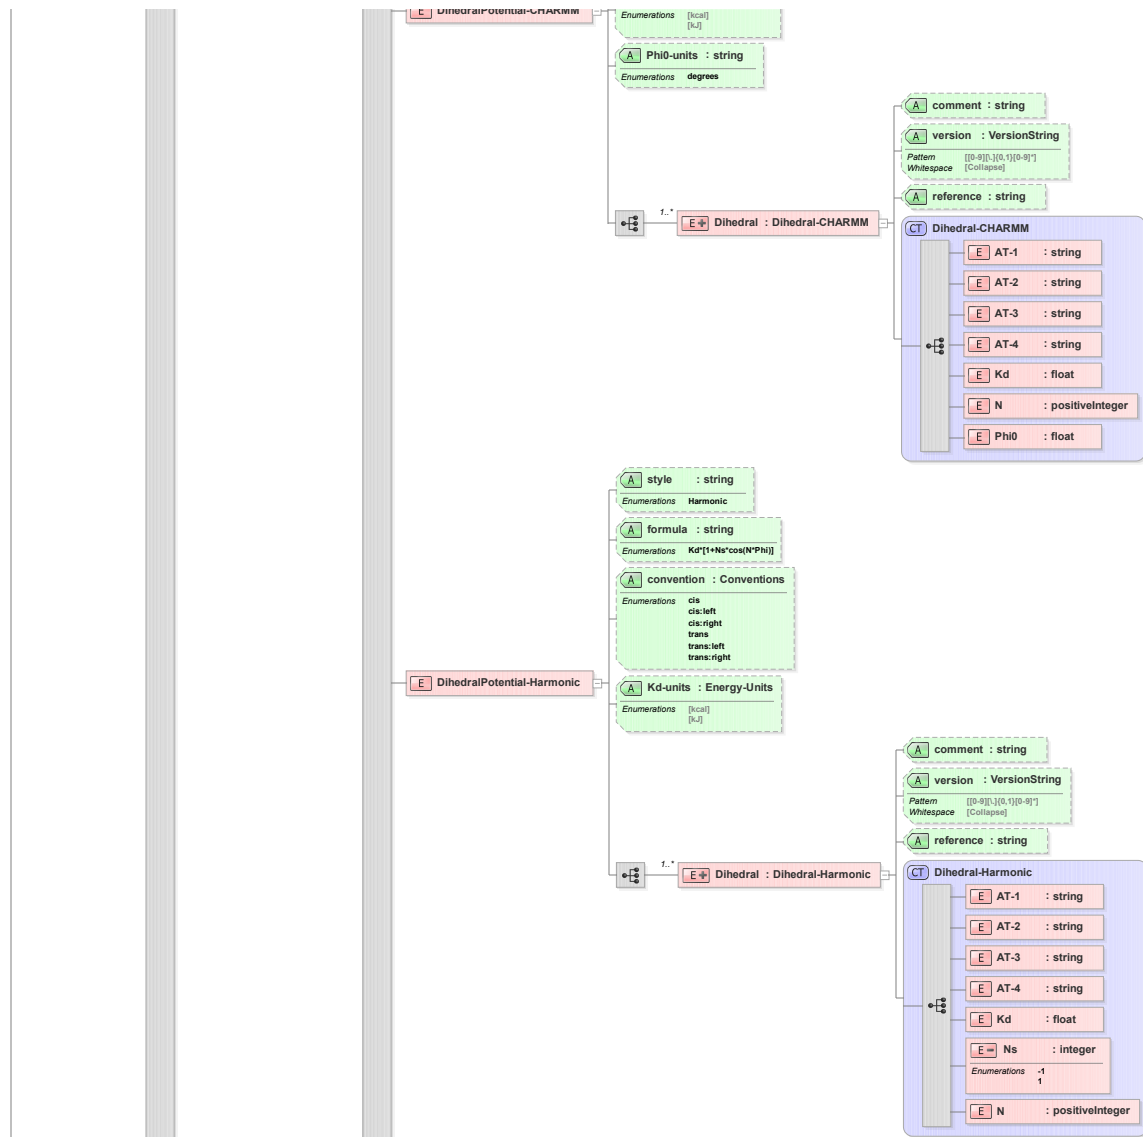 E DihedralPotential-CHARMM
Enumerations [kcal]
[kJ]
A Phi0-units : string
Enumerations degrees
A comment : string
A version : VersionString
Pattern [[0-9][\.]{0,1}[0-9]*]
Whitespace [Collapse]
A reference : string
1..*
E Dihedral : Dihedral-CHARMM
CT Dihedral-CHARMM
E AT-1 : string
E AT-2 : string
E AT-3 : string
E AT-4 : string
E Kd : float
E N : positiveInteger
E Phi0 : float
A style : string
Enumerations Harmonic
A formula : string
Enumerations Kd*[1+Ns*cos(N*Phi)]
A convention : Conventions
Enumerations cis
cis:left
cis:right
trans
trans:left
trans:right
E DihedralPotential-Harmonic
A Kd-units : Energy-Units
Enumerations [kcal]
[kJ]
A comment : string
A version : VersionString
Pattern [[0-9][\.]{0,1}[0-9]*]
Whitespace [Collapse]
A reference : string
1..*
E Dihedral : Dihedral-Harmonic
CT Dihedral-Harmonic
E AT-1 : string
E AT-2 : string
E AT-3 : string
E AT-4 : string
E Kd : float
E Ns : integer
Enumerations -1
1
E N : positiveInteger